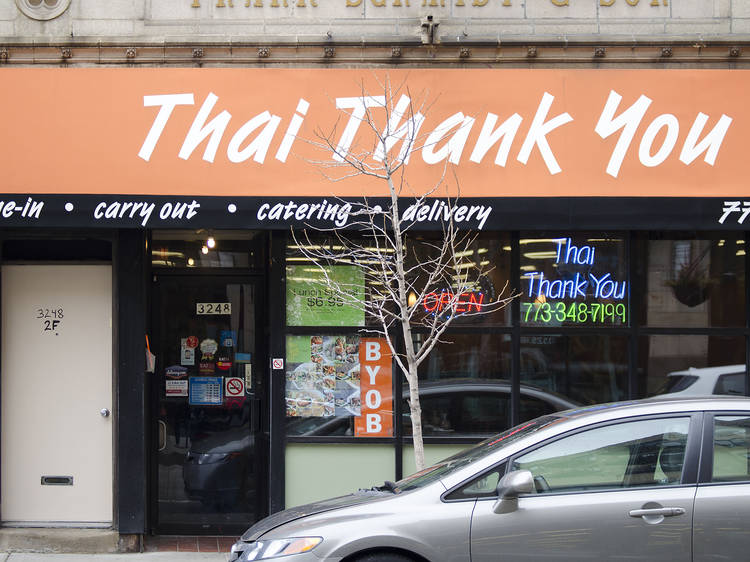 Thai Thank You
e-in • carry out • catering • delivery 77
Lunch Special
$6.95
OPEN
Thai
Thank You
773-348-7199
3248
3248
2F
BYOB